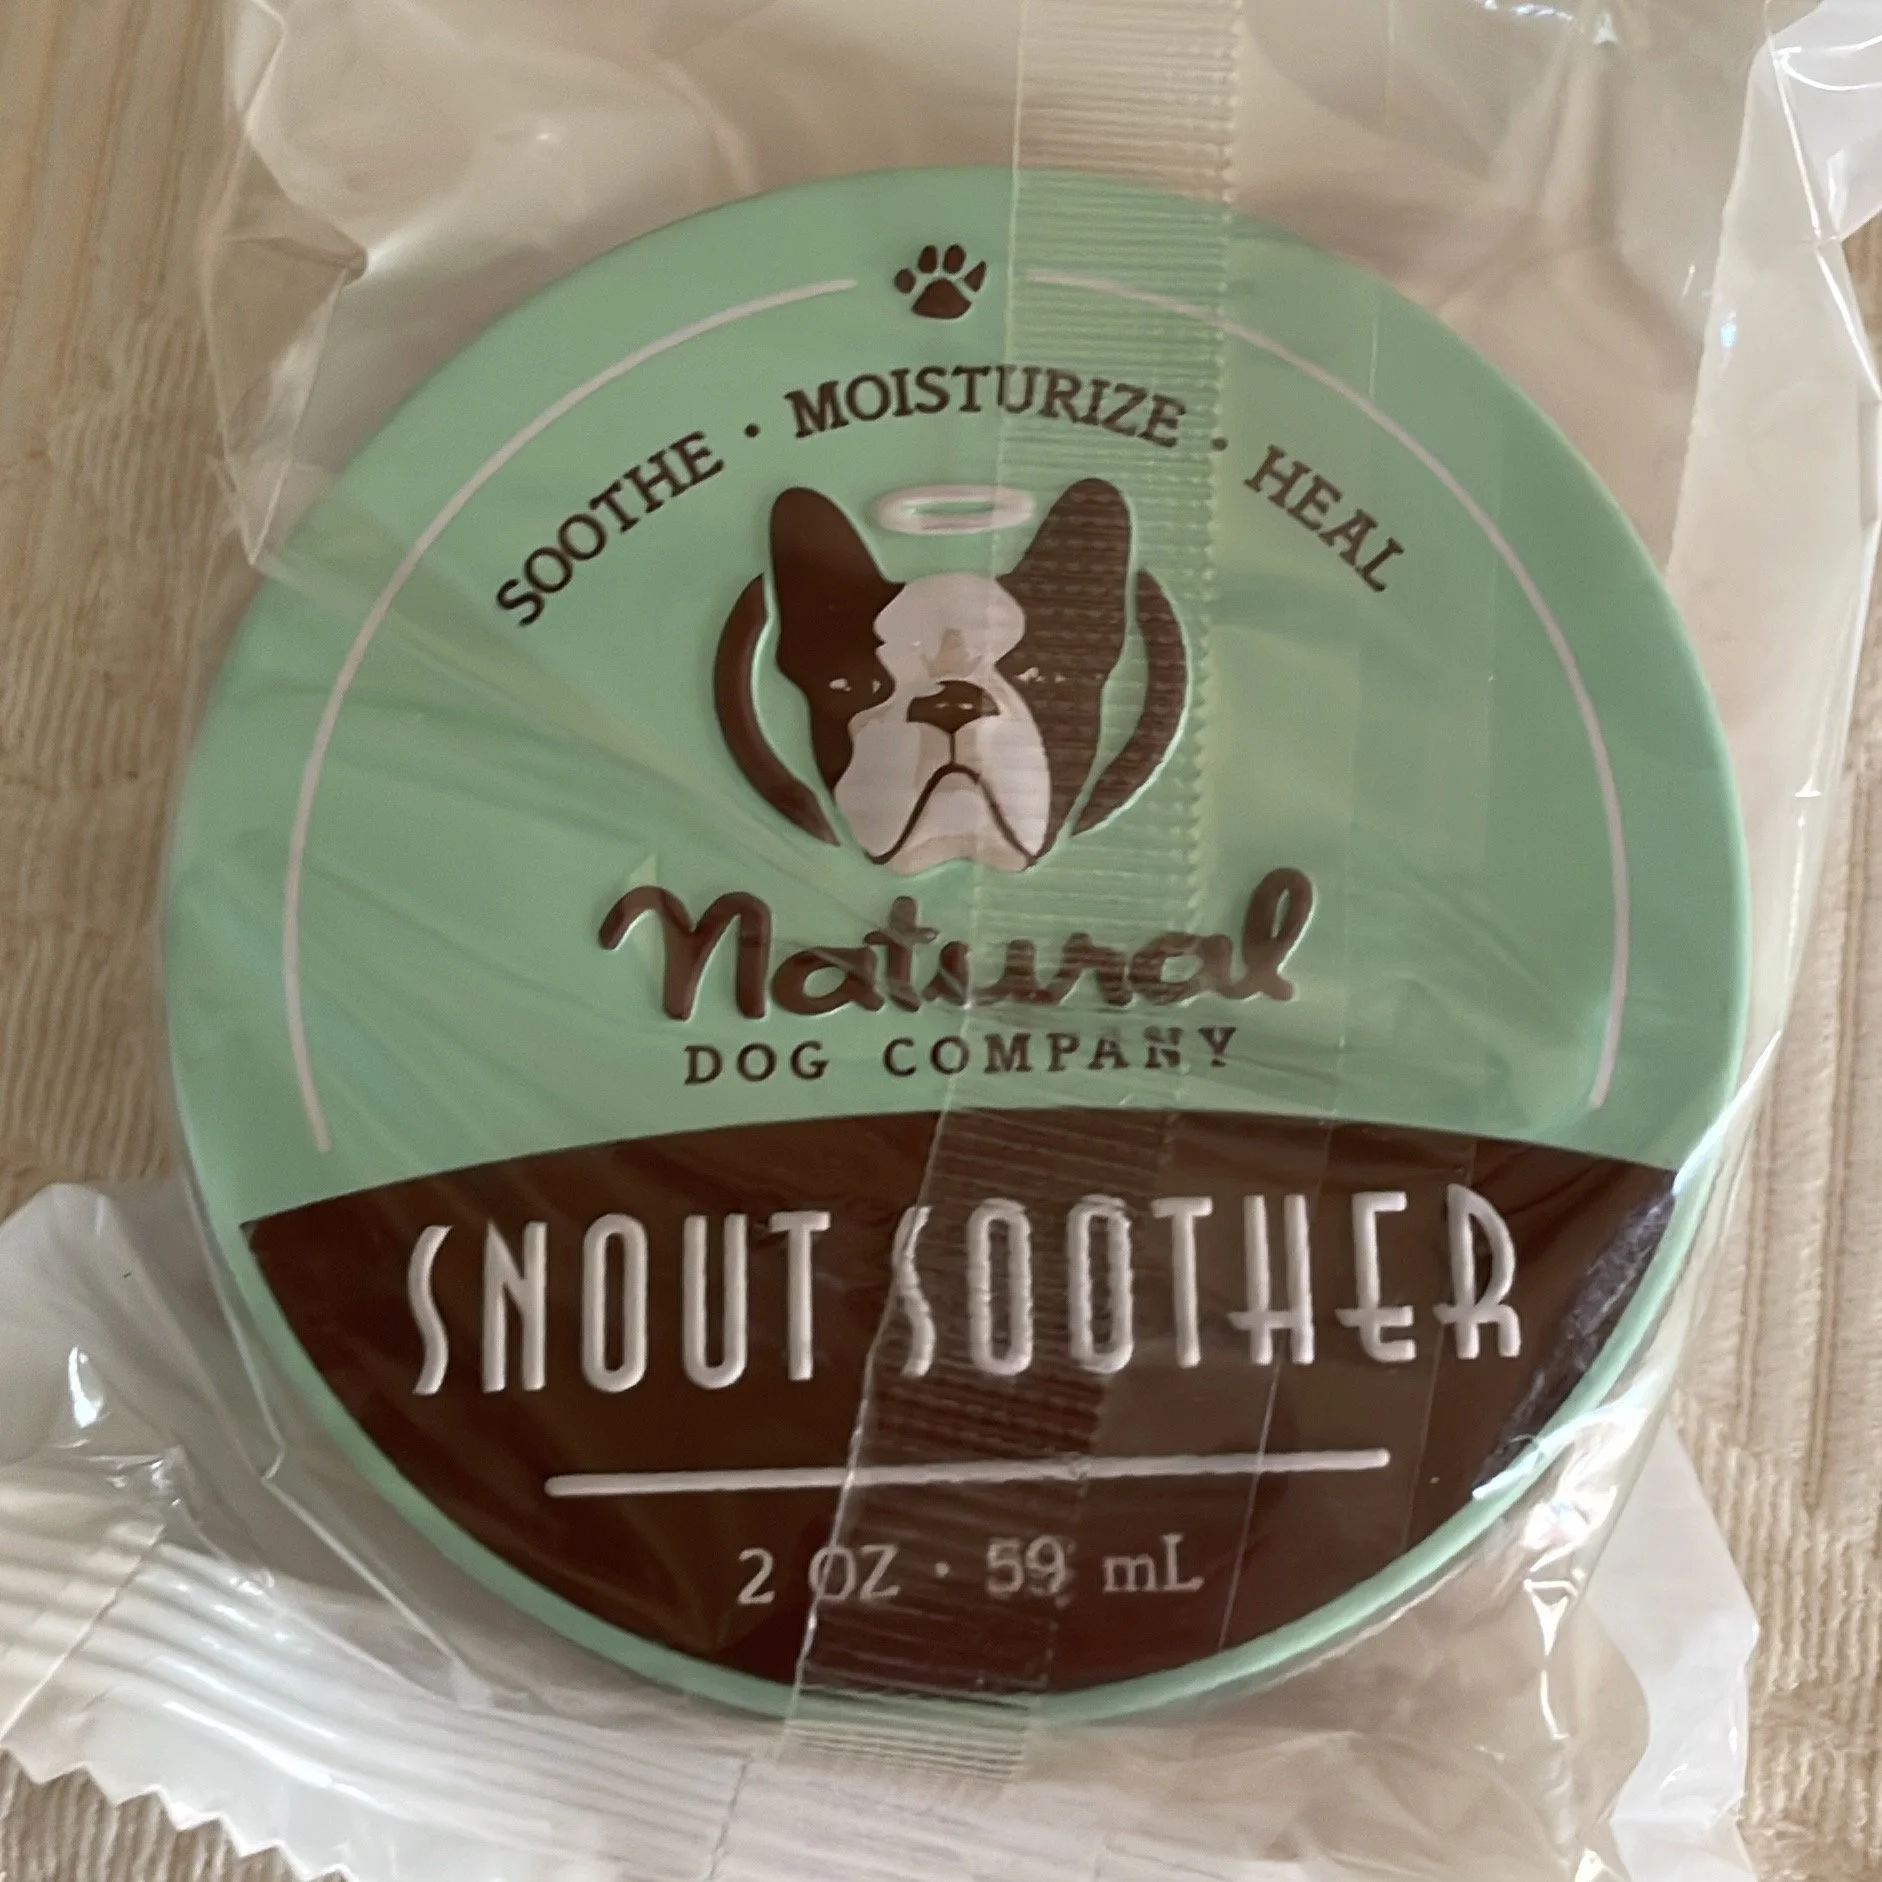 SOOTHE · MOISTURIZE · HEAL
Natural
DOG COMPANY
SNOUT SOOTHER
2 OZ · 59 mL